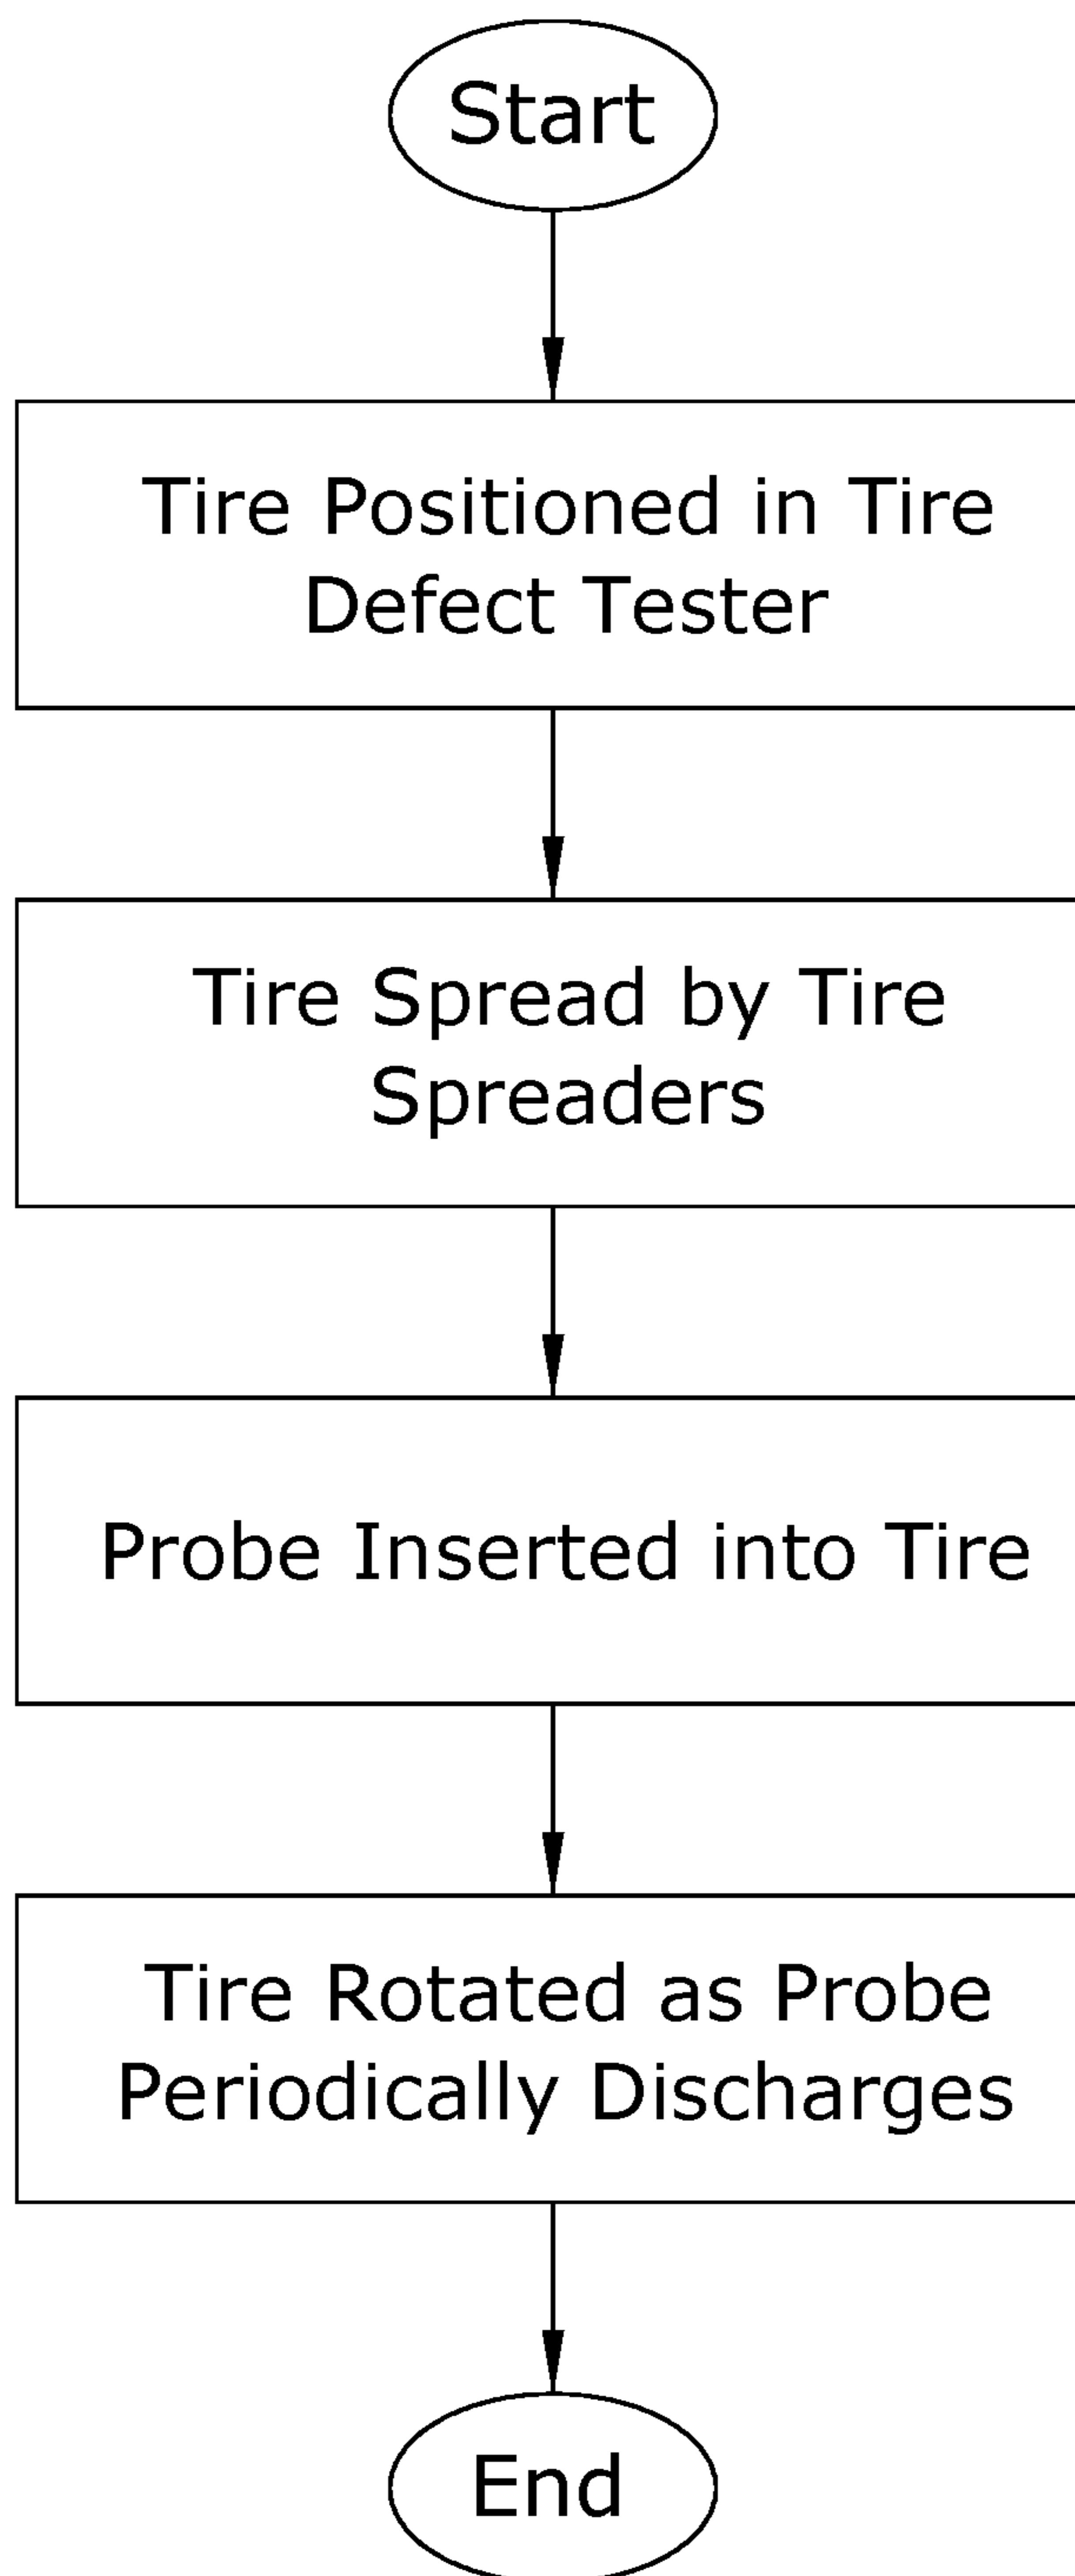 Start
Tire Positioned in Tire
Defect Tester
Tire Spread by Tire
Spreaders
Probe Inserted into Tire
Tire Rotated as Probe
Periodically Discharges
End